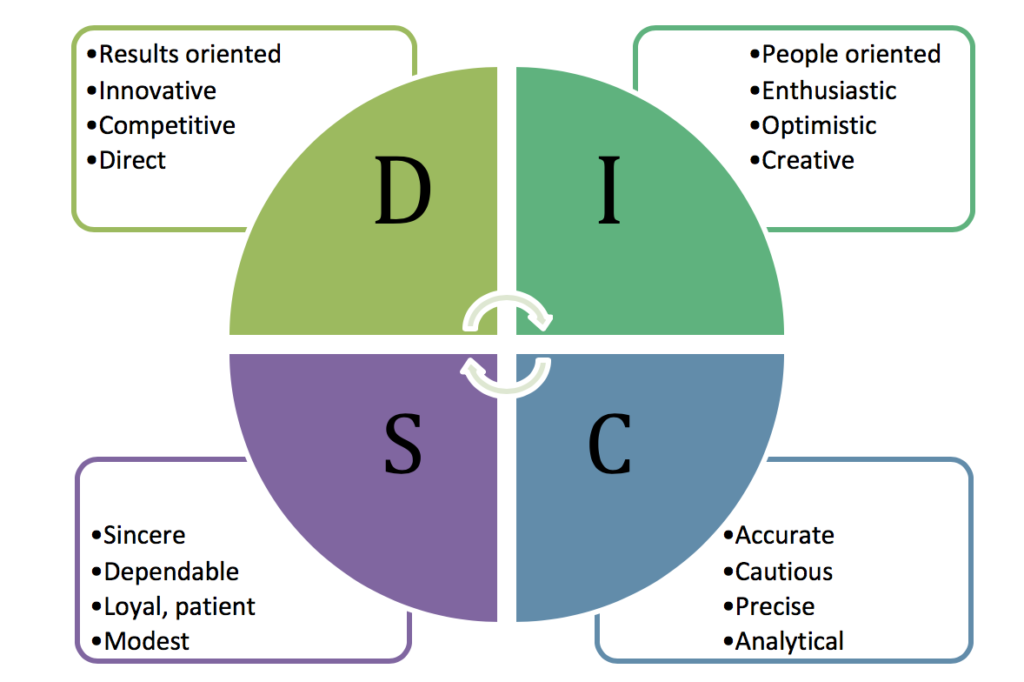 •Results oriented
•Innovative
•Competitive
•Direct
•People oriented
•Enthusiastic
•Optimistic
•Creative
D
I
S
C
•Sincere
•Dependable
•Loyal, patient
•Modest
•Accurate
•Cautious
•Precise
•Analytical